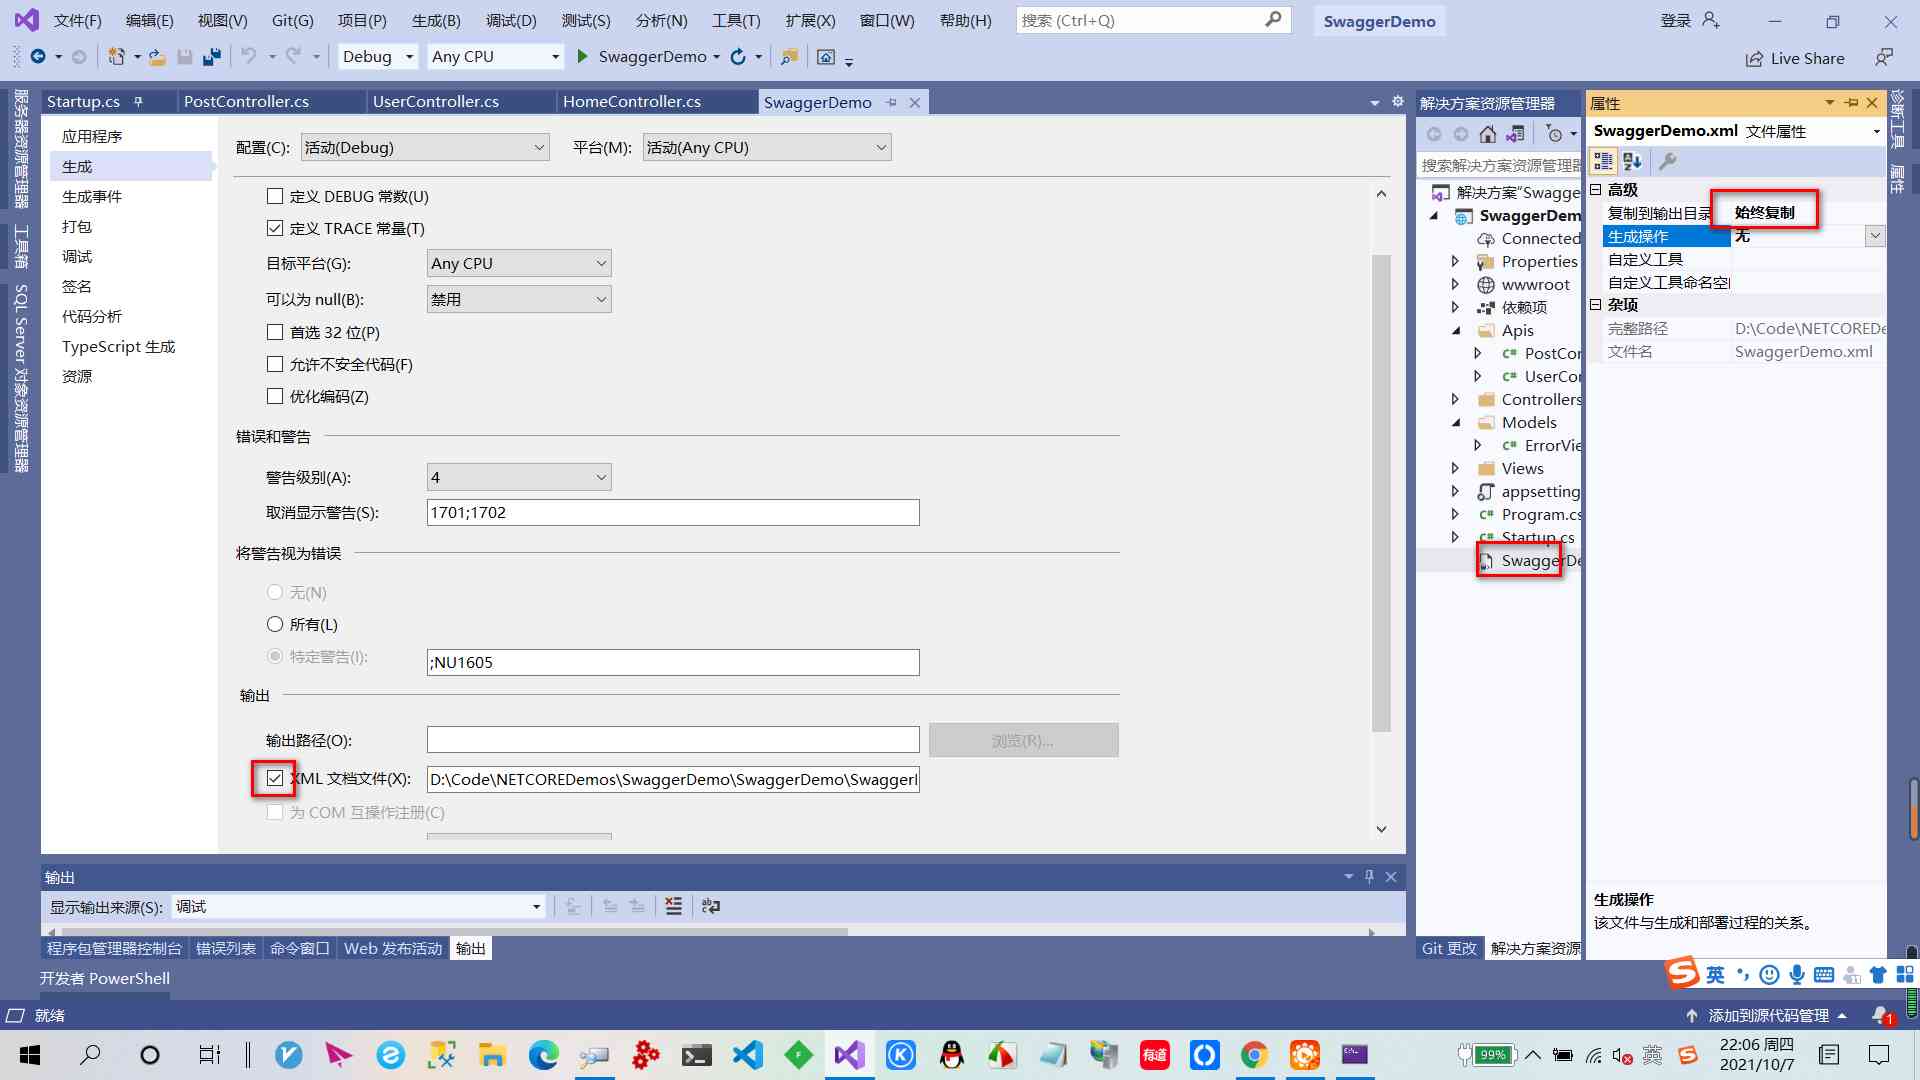 文件(F) 编辑(E) 视图(V) Git(G) 项目(P) 生成(B) 调试(D) 测试(S) 分析(N) 工具(T) 扩展(X) 窗口(W) 帮助(H) 搜索 (Ctrl+Q) SwaggerDemo 登录
Debug Any CPU SwaggerDemo Live Share
服务器资源管理器
工具箱
SQL Server 对象资源管理器
Startup.cs PostController.cs UserController.cs HomeController.cs SwaggerDemo
应用程序
生成
生成事件
打包
调试
签名
代码分析
TypeScript 生成
资源
配置(C): 活动(Debug) 平台(M): 活动(Any CPU)
定义 DEBUG 常数(U)
定义 TRACE 常量(T)
目标平台(G): Any CPU
可以为 null(B): 禁用
首选 32 位(P)
允许不安全代码(F)
优化编码(Z)
错误和警告
警告级别(A): 4
取消显示警告(S): 1701;1702
将警告视为错误
无(N)
所有(L)
特定警告(I): ;NU1605
输出
输出路径(O): 浏览(R)...
XML 文档文件(X): D:\Code\NETCOREDemos\SwaggerDemo\SwaggerDemo\Swagger
为 COM 互操作注册(C)
输出
显示输出来源(S): 调试
程序包管理器控制台 错误列表 命令窗口 Web 发布活动 输出
开发者 PowerShell
解决方案资源管理器
搜索解决方案资源管理器
解决方案"Swagge
SwaggerDem
Connected
Properties
wwwroot
依赖项
Apis
PostCon
UserCon
Controllers
Models
ErrorVie
Views
appsetting
Program.cs
Startup.cs
SwaggerDe
Git 更改 解决方案资源
属性
SwaggerDemo.xml 文件属性
高级
复制到输出目录 始终复制
生成操作 无
自定义工具
自定义工具命名空
杂项
完整路径 D:\Code\NETCOREDe
文件名 SwaggerDemo.xml
生成操作
该文件与生成和部署过程的关系。
诊断工具
属性
英
就绪 添加到源代码管理 1
有道 99% 英 22:06 周四
2021/10/7